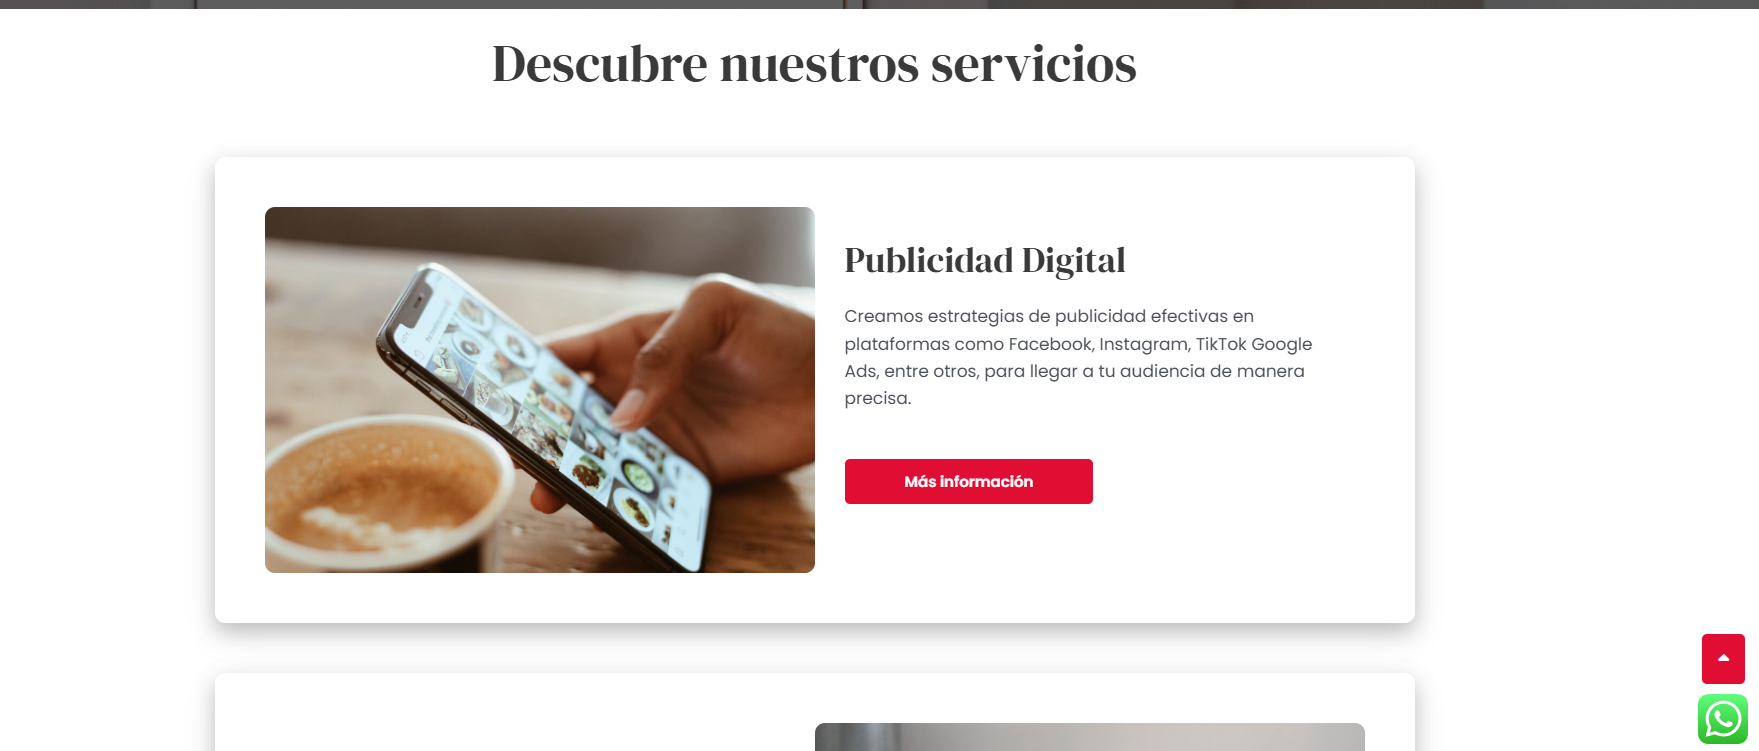 Descubre nuestros servicios
Publicidad Digital
Creamos estrategias de publicidad efectivas en
plataformas como Facebook, Instagram, TikTok Google
Ads, entre otros, para llegar a tu audiencia de manera
precisa.
Más información